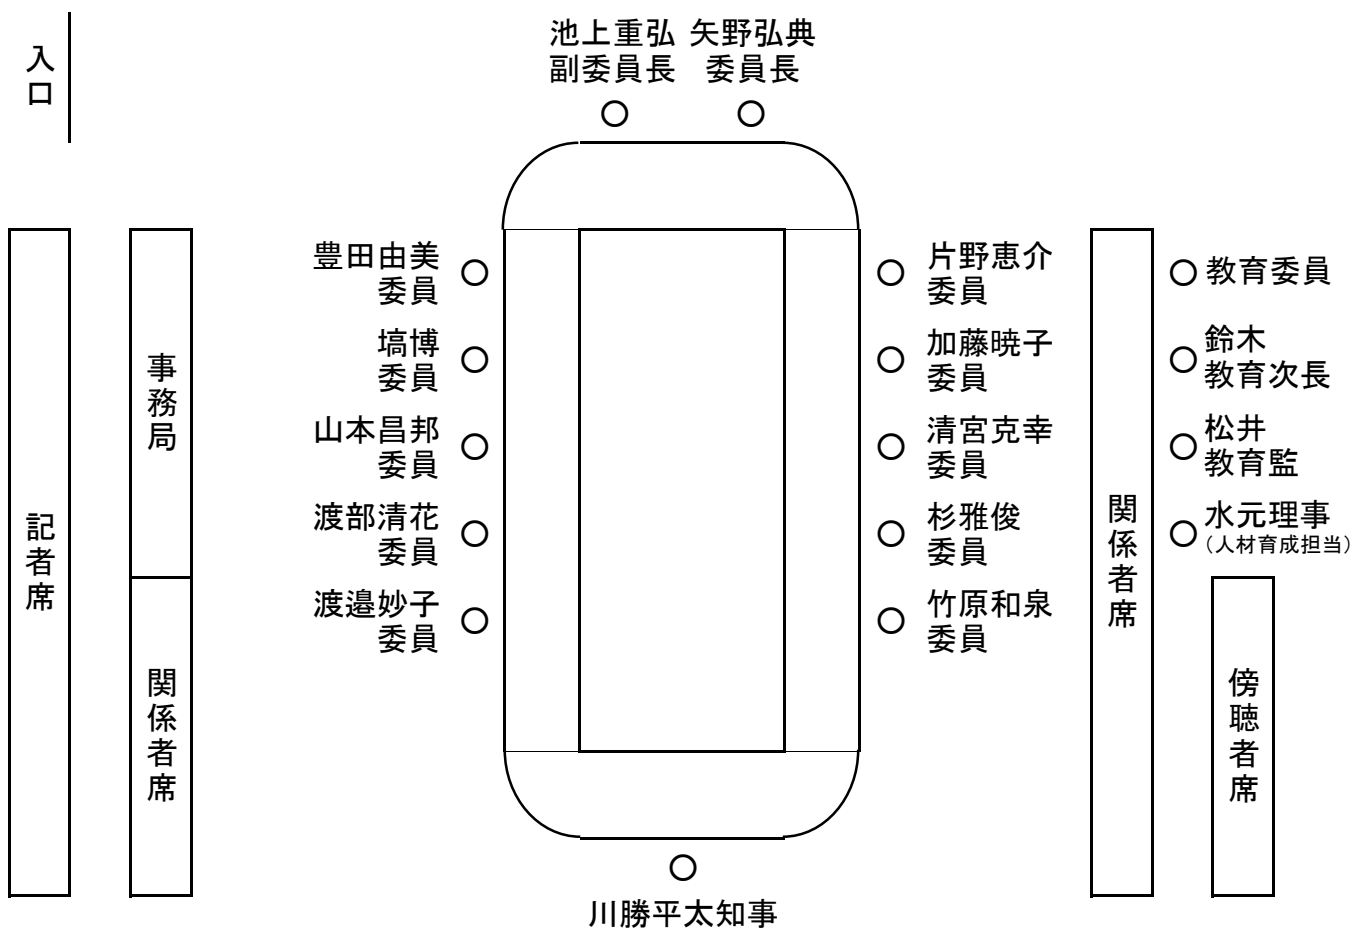 入口
池上重弘 矢野弘典
副委員長 委員長
豊田由美
委員
塙博
委員
山本昌邦
委員
渡部清花
委員
渡邉妙子
委員
片野恵介
委員
加藤暁子
委員
清宮克幸
委員
杉雅俊
委員
竹原和泉
委員
教育委員
鈴木
教育次長
松井
教育監
水元理事
（人材育成担当）
記者席
事務局
関係者席
関係者席
傍聴者席
川勝平太知事